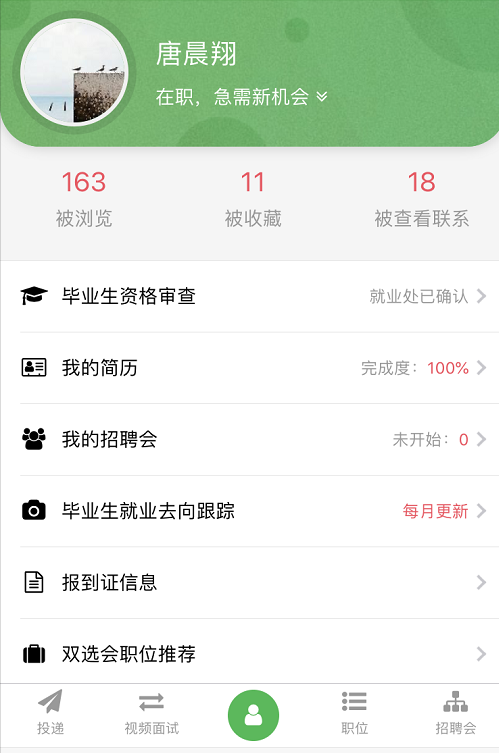 唐晨翔
在职，急需新机会
163 11 18
被浏览 被收藏 被查看联系
毕业生资格审查 就业处已确认
我的简历 完成度：100%
我的招聘会 未开始：0
毕业生就业去向跟踪 每月更新
报到证信息
双选会职位推荐
投递 视频面试 职位 招聘会